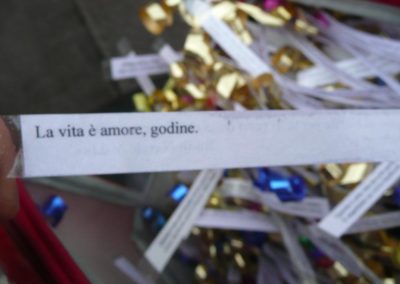 La vita è amore, godine.